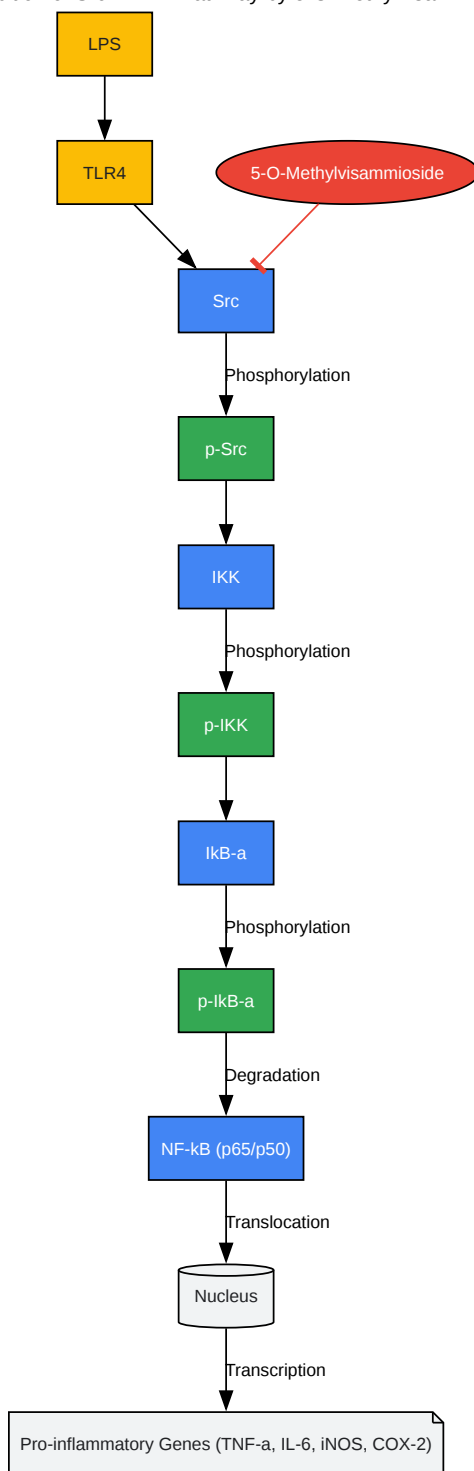 LPS
TLR4
5-O-Methylvisammioside
Src
Phosphorylation
p-Src
IKK
Phosphorylation
p-IKK
IkB-a
Phosphorylation
p-IkB-a
Degradation
NF-kB (p65/p50)
Translocation
Nucleus
Transcription
Pro-inflammatory Genes (TNF-a, IL-6, iNOS, COX-2)